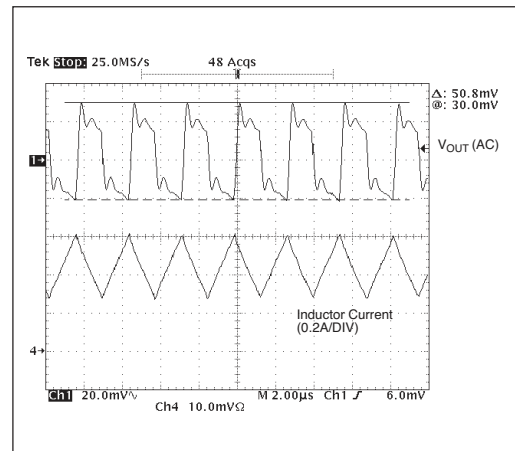 Tek Stop: 25.0MS/s 48 Acqs
Δ: 50.8mV
@: 30.0mV
VOUT (AC)
1→
Inductor Current
(0.2A/DIV)
4→
Ch1 20.0mV∿ M 2.00µs Ch1 ƒ 6.0mV
Ch4 10.0mVΩ